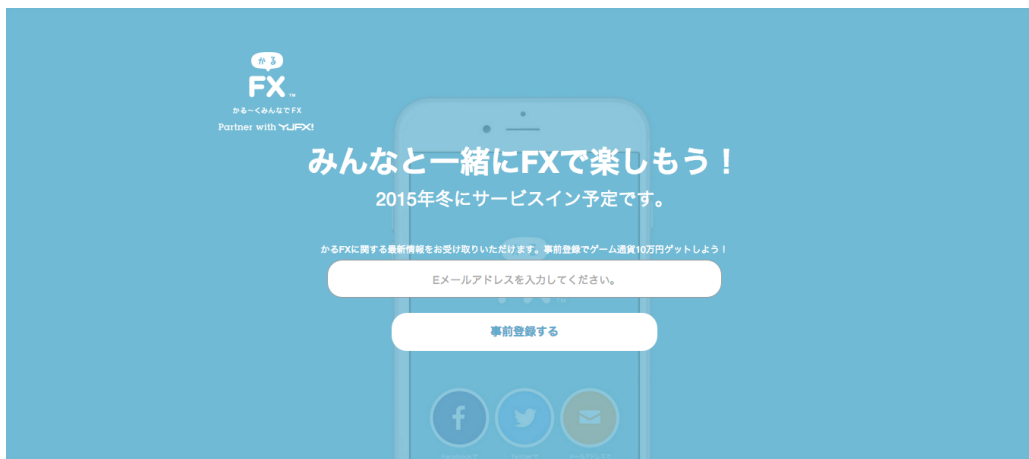 かる
FX™
かる～くみんなでFX
Partner with YJFX!
みんなと一緒にFXで楽しもう！
2015年冬にサービスイン予定です。
かるFXに関する最新情報をお受け取りいただけます。事前登録でゲーム通貨10万円ゲットしよう！
Eメールアドレスを入力してください。
事前登録する